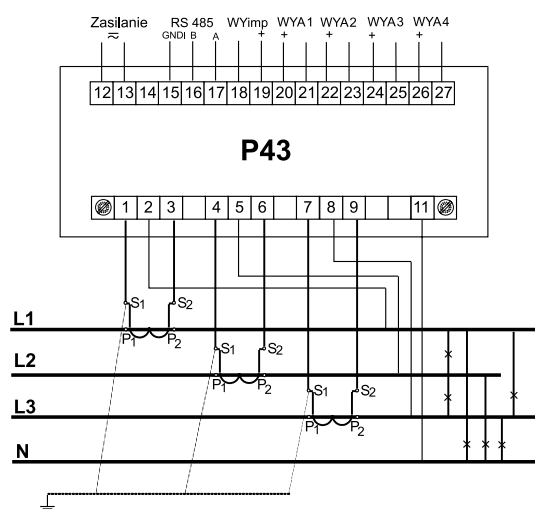 Zasilanie RS 485 WYimp WYA1 WYA2 WYA3 WYA4
GNDI B A + + + + +
12 13 14 15 16 17 18 19 20 21 22 23 24 25 26 27
P43
1 2 3 4 5 6 7 8 9 11
S1 S2
L1
P1 P2
S1 S2
L2
P1 P2
S1 S2
L3
P1 P2
N